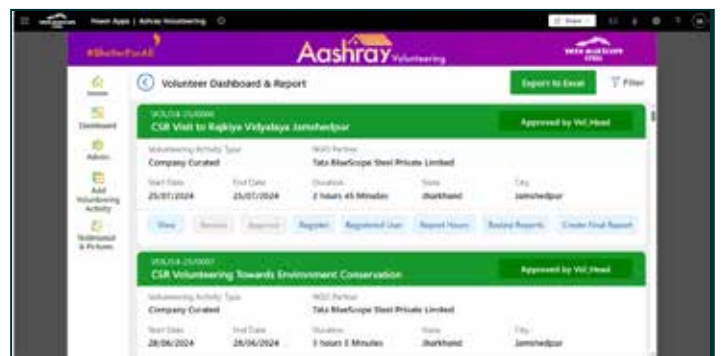 Power Apps | Ashray Volunteering
Share
#ShelterForAll
Aashray Volunteering
TATA BLUESCOPE STEEL
Home
Dashboard
Admin
Add Volunteering Activity
Testimonial & Pictures
Volunteer Dashboard & Report
Export to Excel
Filter
CSR Visit to Rajkiya Vidyalaya Jamshedpur
Approved by Vol_Head
Volunteering Activity Type
NGO Partner
Company Curated
Tata BlueScope Steel Private Limited
Start Date End Date Duration State City
25/07/2024 25/07/2024 2 hours 45 Minutes Jharkhand Jamshedpur
View Review Approve Register Registered User Report Hours Review Reports Create Final Report
CSR Volunteering Towards Environment Conservation
Approved by Vol_Head
Volunteering Activity Type
NGO Partner
Company Curated
Tata BlueScope Steel Private Limited
Start Date End Date Duration State City
28/06/2024 28/06/2024 Minutes Jharkhand Jamshedpur